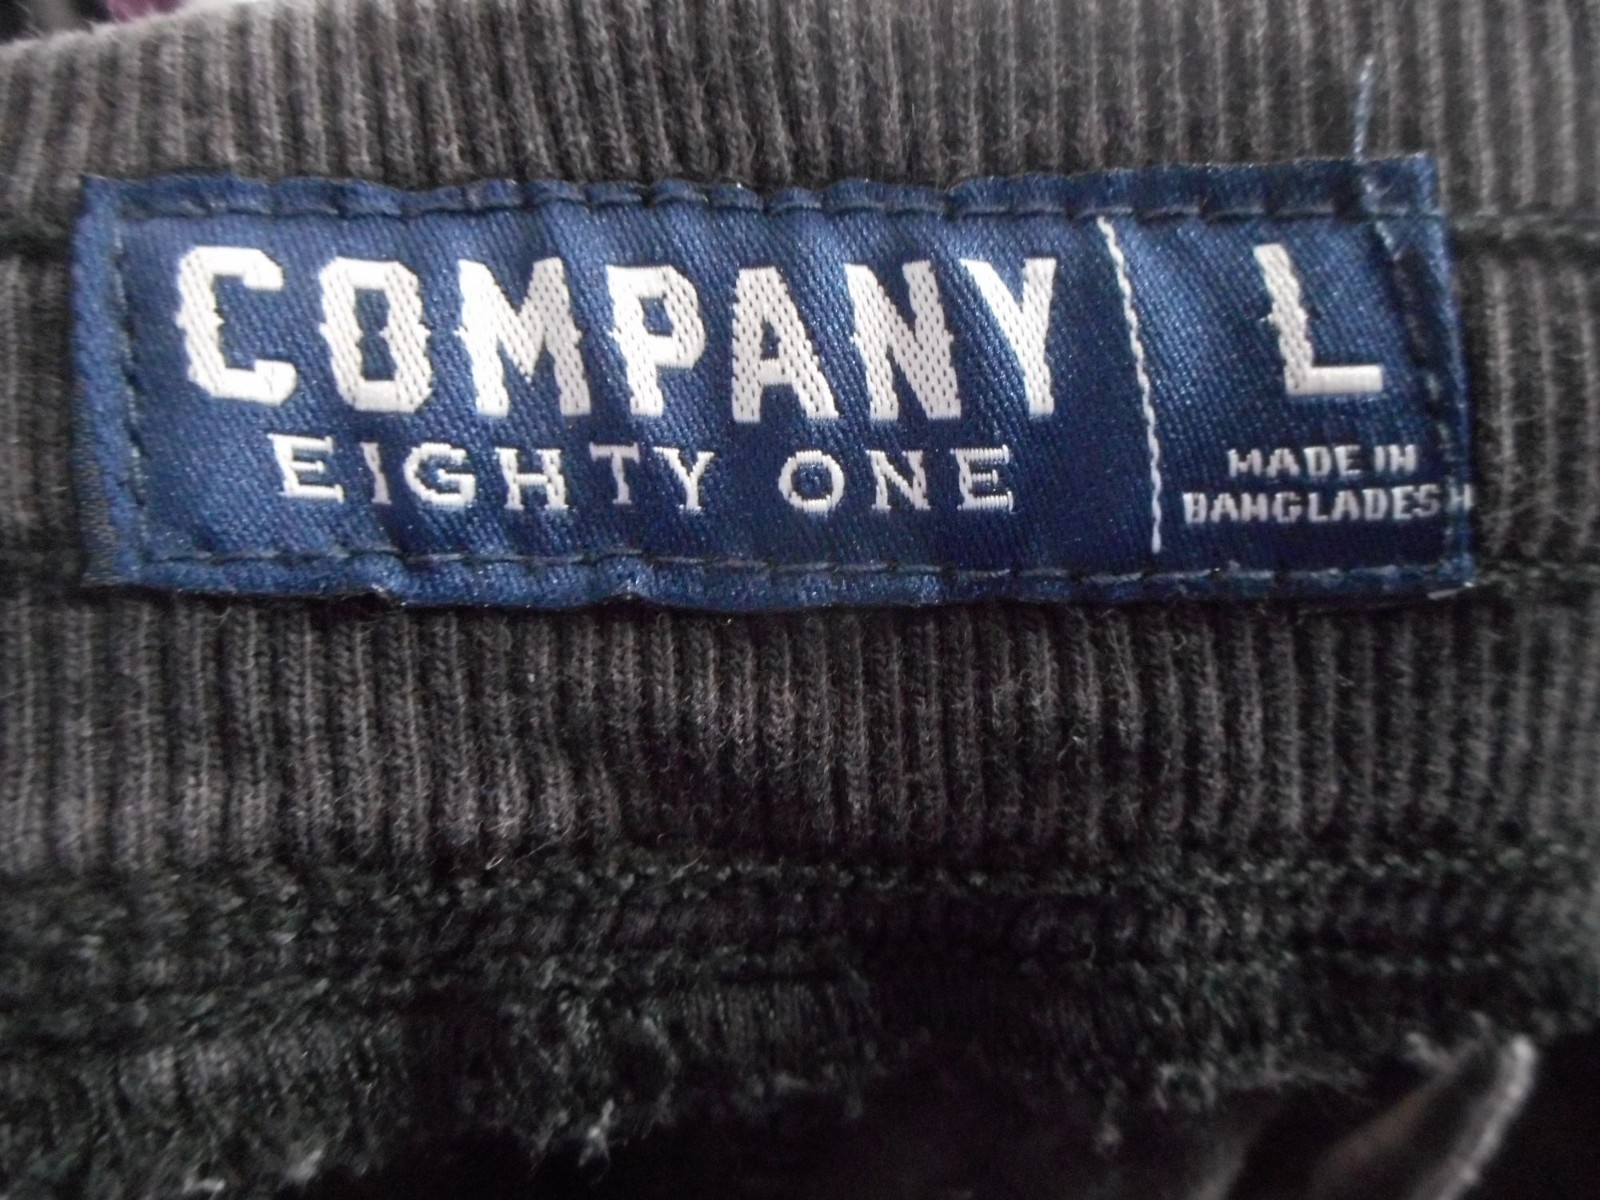 COMPANY
EIGHTY ONE
L
MADE IN
BANGLADESH